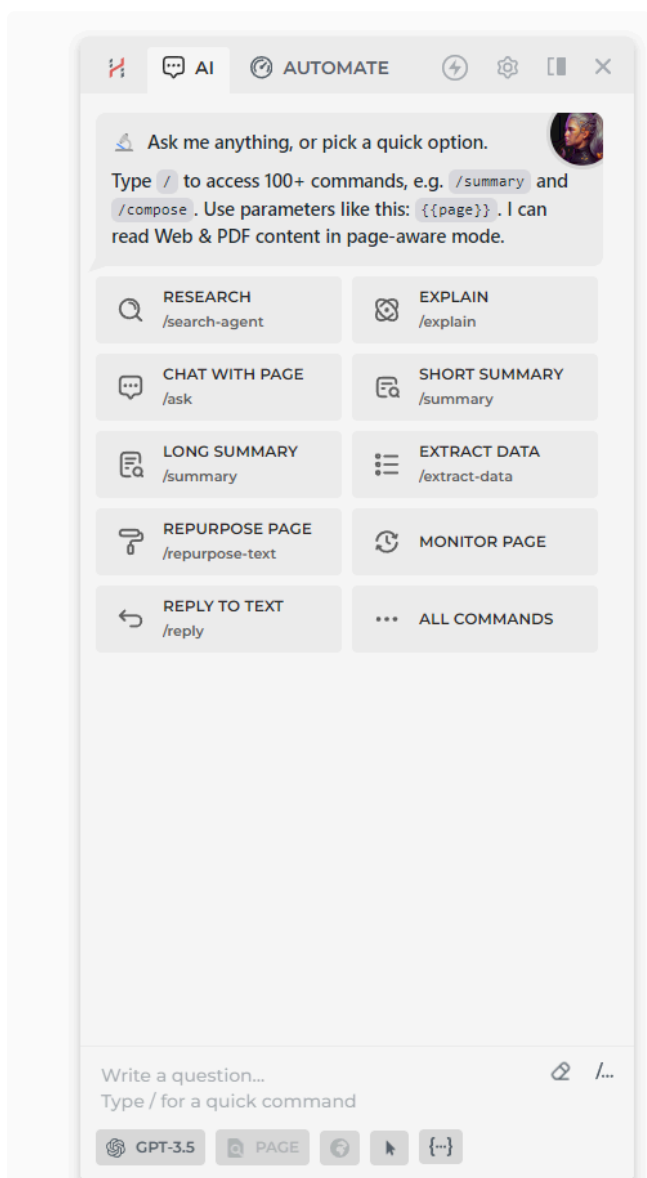 AI
AUTOMATE
Ask me anything, or pick a quick option.
Type / to access 100+ commands, e.g. /summary and
/compose. Use parameters like this: {{page}}. I can
read Web & PDF content in page-aware mode.
RESEARCH
/search-agent
EXPLAIN
/explain
CHAT WITH PAGE
/ask
SHORT SUMMARY
/summary
LONG SUMMARY
/summary
EXTRACT DATA
/extract-data
REPURPOSE PAGE
/repurpose-text
MONITOR PAGE
REPLY TO TEXT
/reply
ALL COMMANDS
Write a question...
/...
Type / for a quick command
GPT-3.5
PAGE
{...}